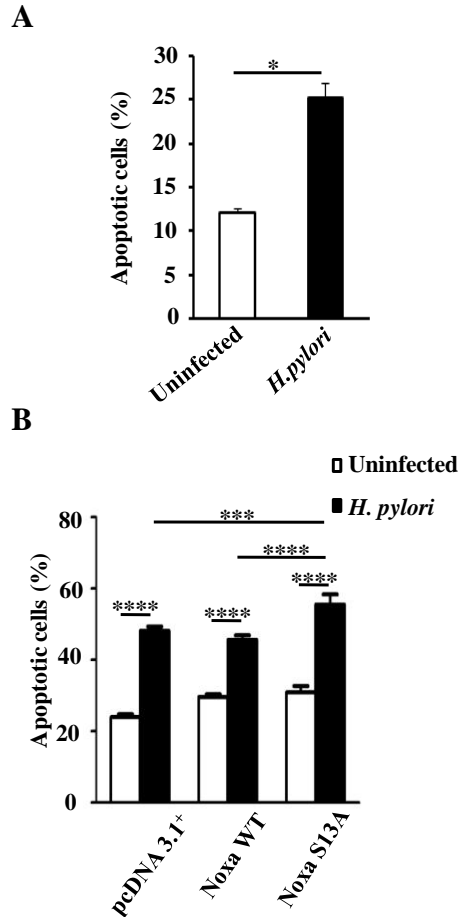 A
Apoptotic cells (%)
30
25
20
15
10
5
0
*
Uninfected
H.pylori
B
Uninfected
H. pylori
Apoptotic cells (%)
80
60
40
20
0
***
****
****
****
****
pcDNA 3.1+
Noxa WT
Noxa S13A